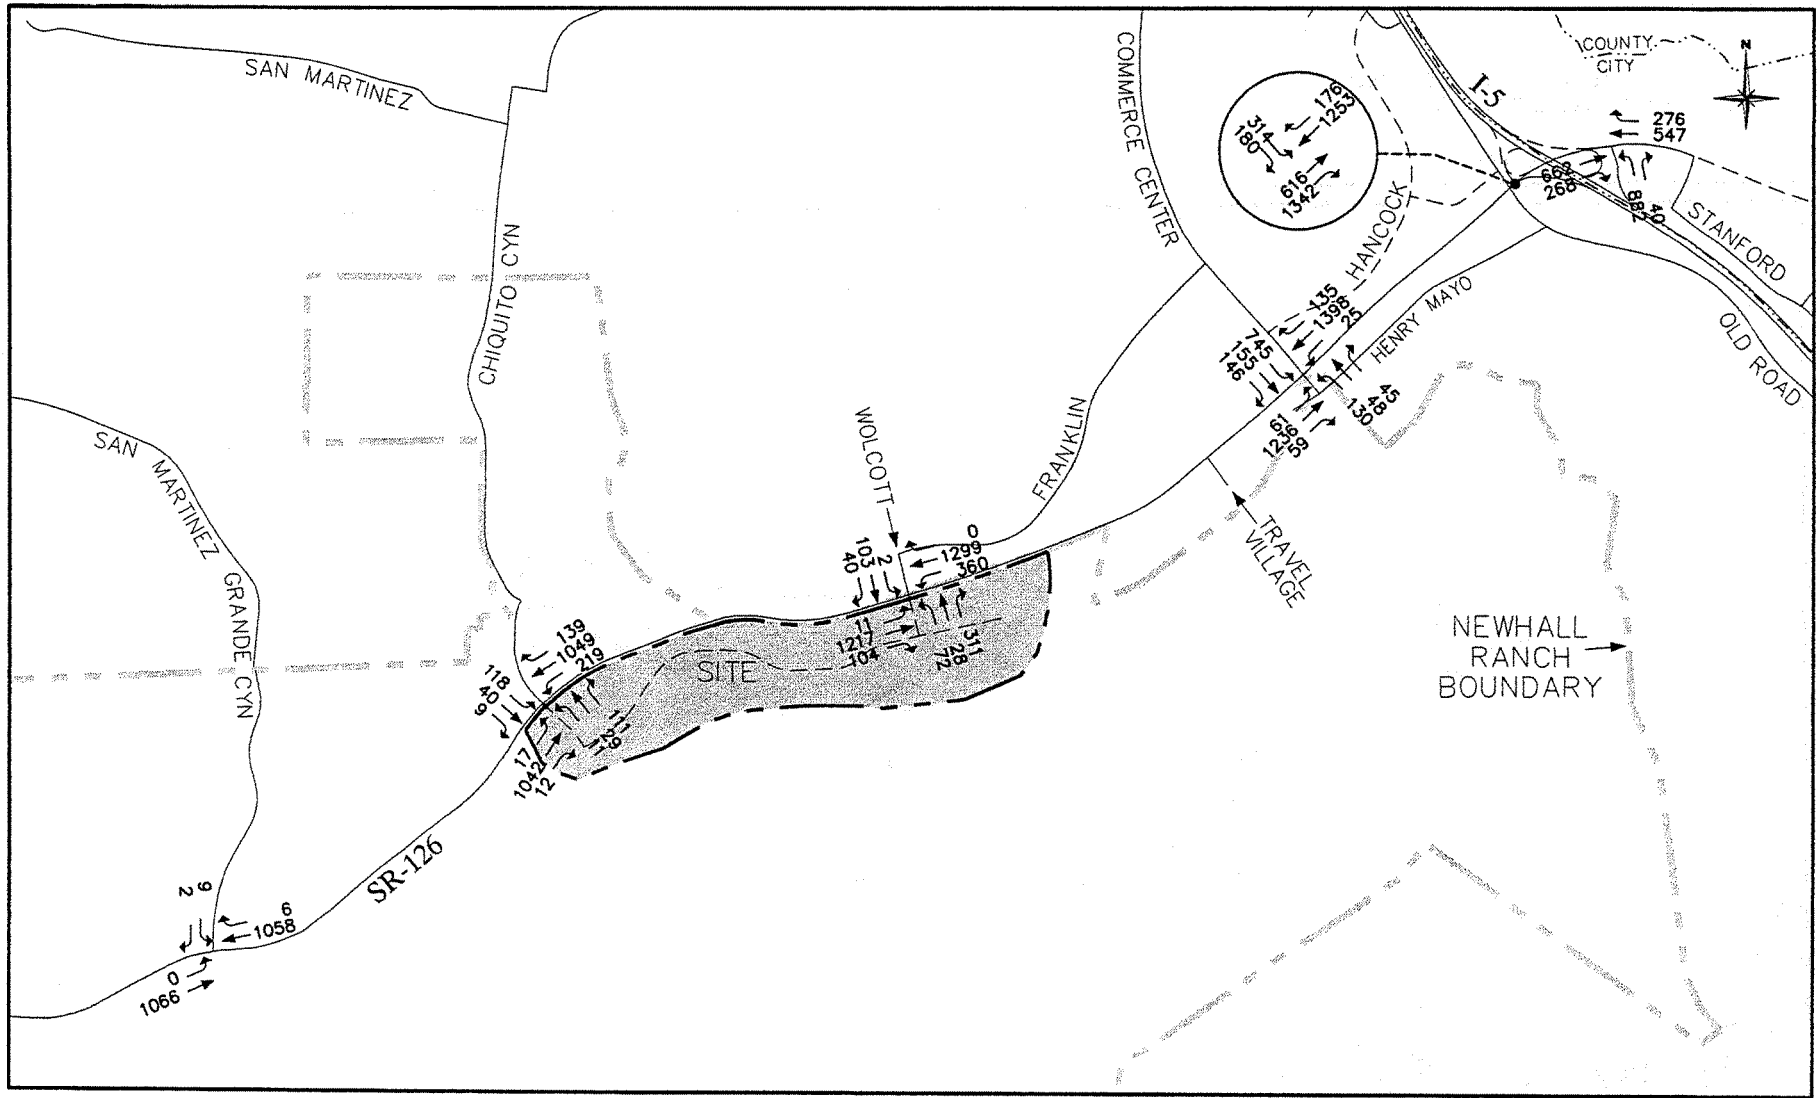 SAN MARTINEZ
CHIQUITO CYN
SAN MARTINEZ GRANDE CYN
SR-126
COMMERCE CENTER
COUNTY
CITY
N
I-5
176
1253
314
180
616
1342
276
547
662
268
882
40
STANFORD
HANCOCK
HENRY MAYO
OLD ROAD
135
1398
25
745
155
146
61
1236
59
45
48
130
FRANKLIN
WOLCOTT
TRAVEL
VILLAGE
0
1299
360
2
103
40
11
1217
104
311
28
72
SITE
139
1049
219
118
40
9
17
1042
12
111
29
1
NEWHALL
RANCH
BOUNDARY
9
2
6
1058
0
1066